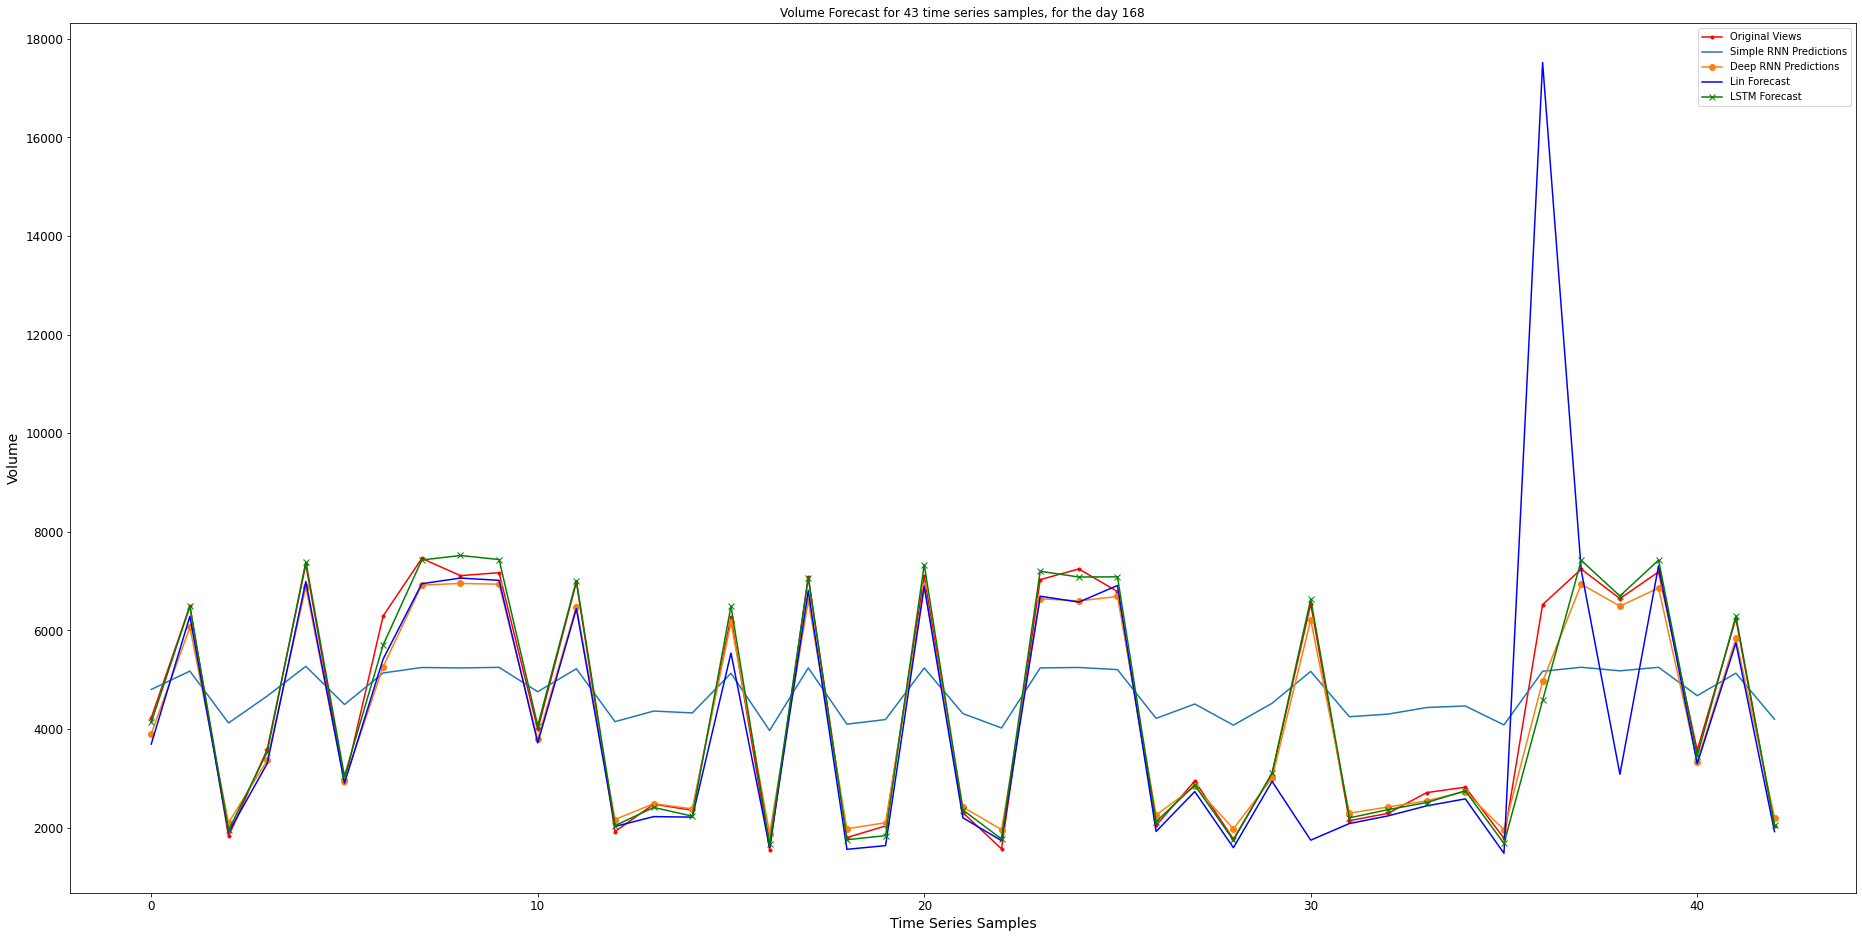 Volume Forecast for 43 time series samples, for the day 168
Original Views
Simple RNN Predictions
Deep RNN Predictions
Lin Forecast
LSTM Forecast
18000
16000
14000
12000
10000
8000
6000
4000
2000
Volume
0
10
20
30
40
Time Series Samples